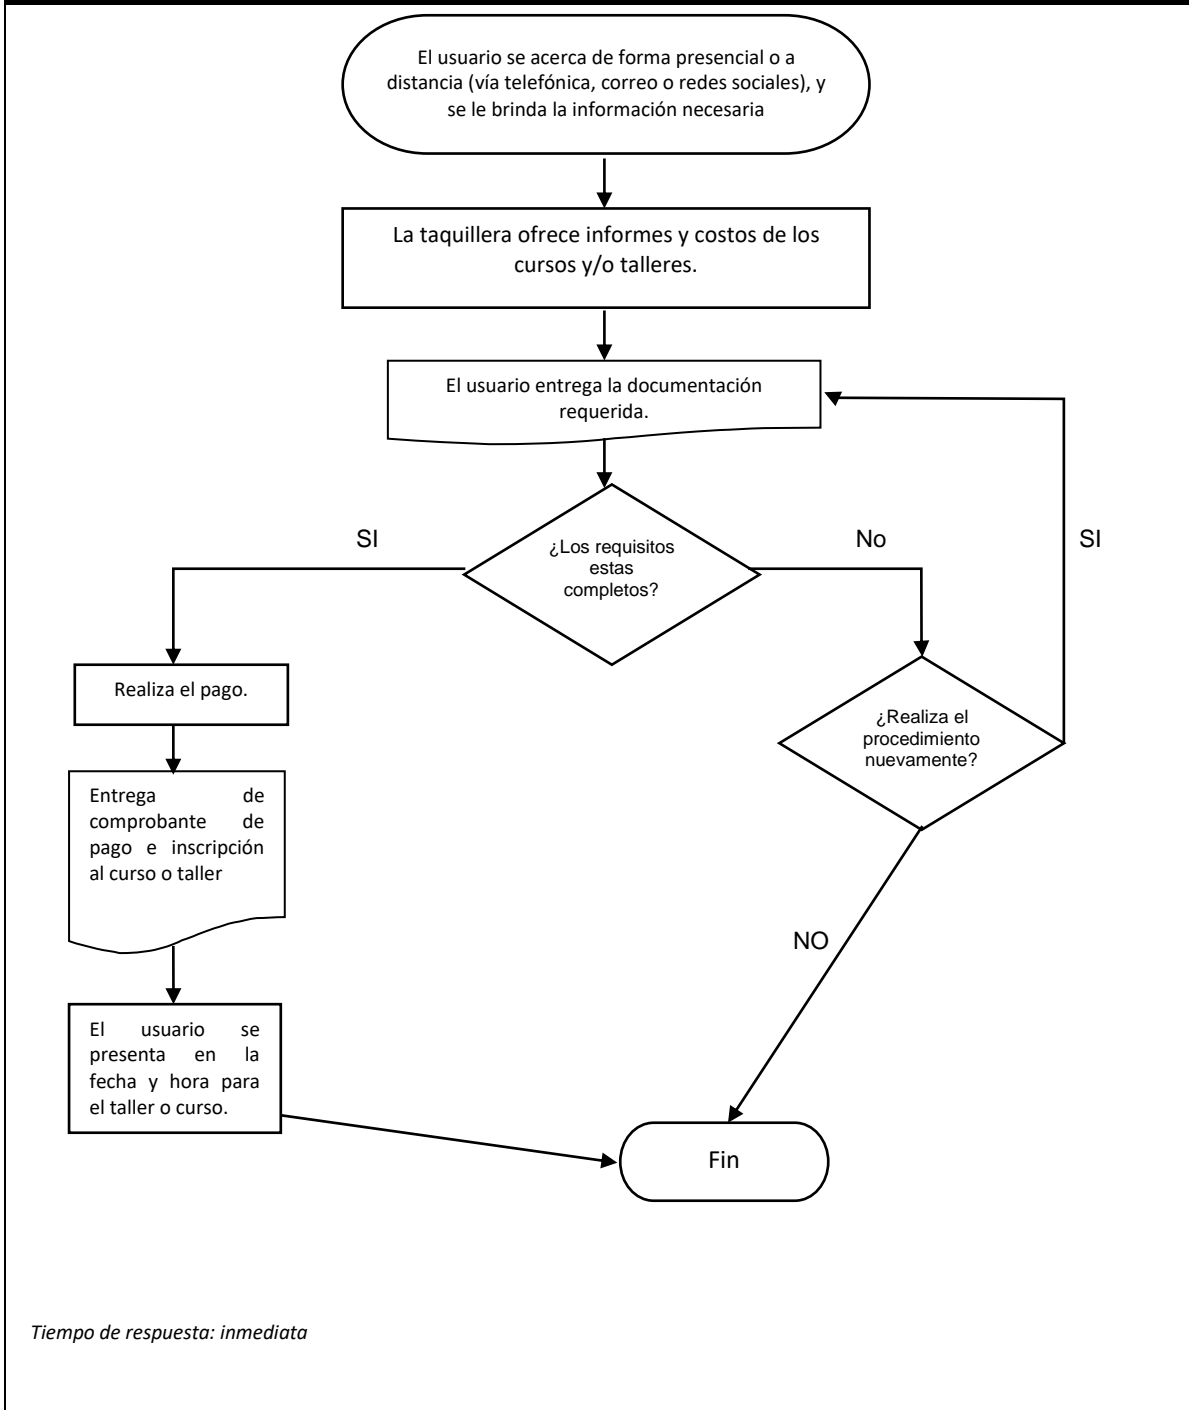 El usuario se acerca de forma presencial o a
distancia (vía telefónica, correo o redes sociales), y
se le brinda la información necesaria
La taquillera ofrece informes y costos de los
cursos y/o talleres.
El usuario entrega la documentación
requerida.
SI
¿Los requisitos
estas
completos?
No
SI
Realiza el pago.
¿Realiza el
procedimiento
nuevamente?
Entrega de
comprobante de
pago e inscripción
al curso o taller
NO
El usuario se
presenta en la
fecha y hora para
el taller o curso.
Fin
Tiempo de respuesta: inmediata